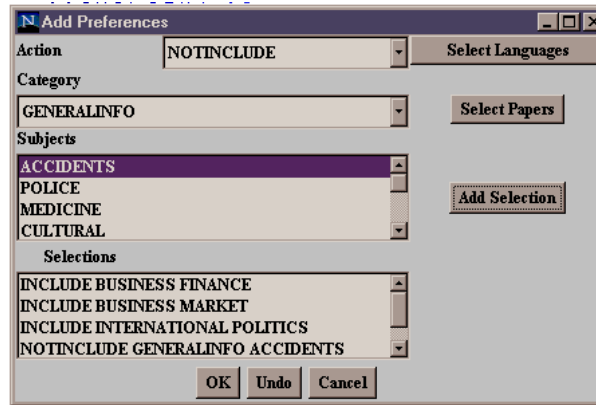 N Add Preferences
Action NOTINCLUDE Select Languages
Category
GENERALINFO Select Papers
Subjects
ACCIDENTS
POLICE
MEDICINE
CULTURAL
Add Selection
Selections
INCLUDE BUSINESS FINANCE
INCLUDE BUSINESS MARKET
INCLUDE INTERNATIONAL POLITICS
NOTINCLUDE GENERALINFO ACCIDENTS
OK Undo Cancel